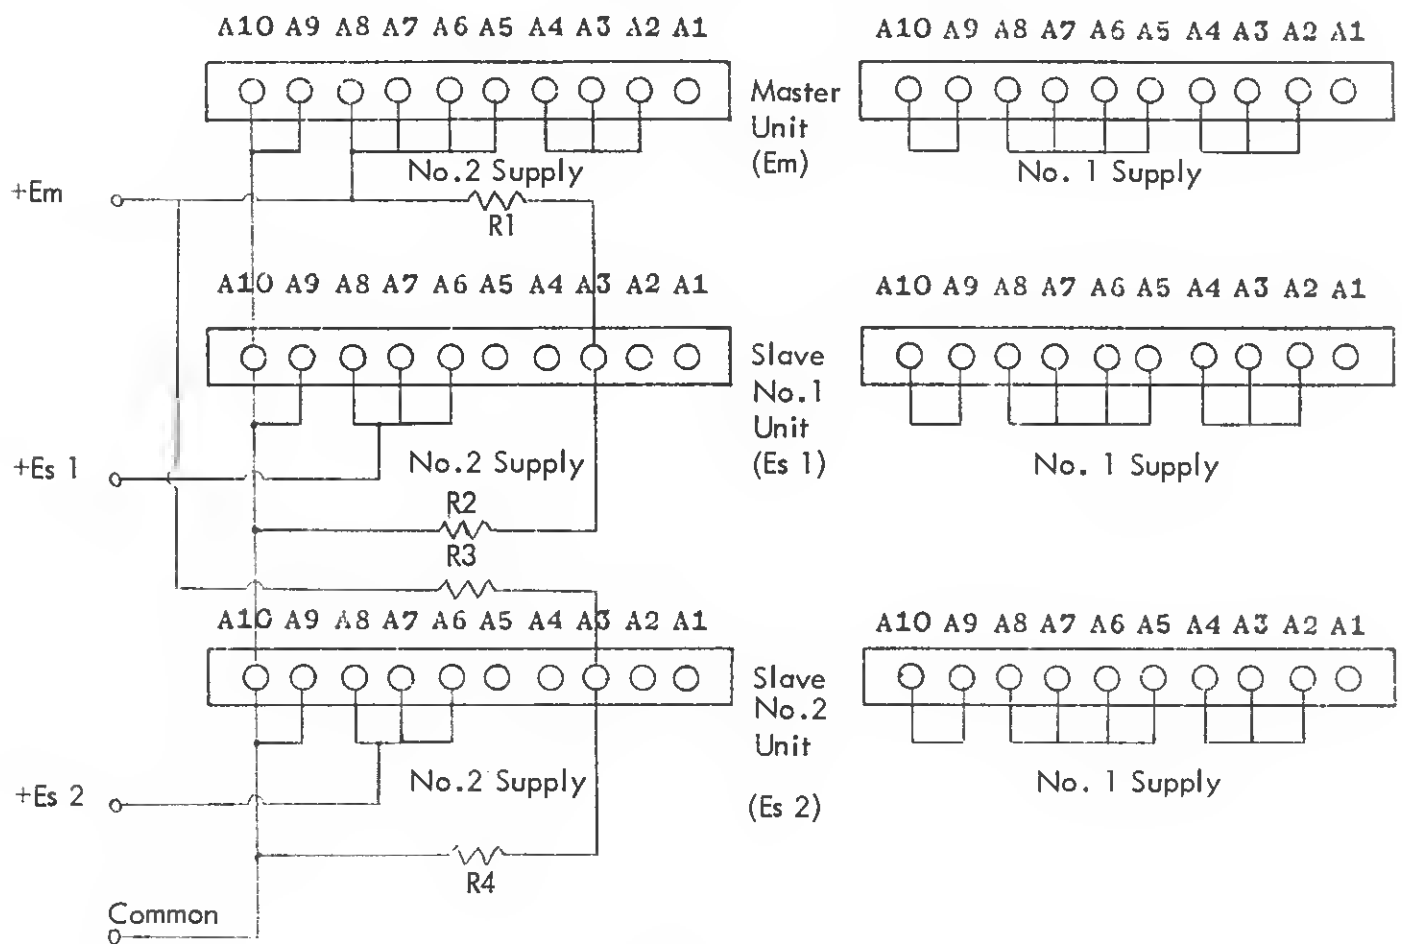 A10 A9 A8 A7 A6 A5 A4 A3 A2 A1
A10 A9 A8 A7 A6 A5 A4 A3 A2 A1
Master
Unit
(Em)
No.2 Supply
No. 1 Supply
+Em
R1
A10 A9 A8 A7 A6 A5 A4 A3 A2 A1
A10 A9 A8 A7 A6 A5 A4 A3 A2 A1
Slave
No.1
Unit
(Es 1)
+Es 1
No.2 Supply
No. 1 Supply
R2
R3
A10 A9 A8 A7 A6 A5 A4 A3 A2 A1
A10 A9 A8 A7 A6 A5 A4 A3 A2 A1
Slave
No.2
Unit
(Es 2)
+Es 2
No.2 Supply
No. 1 Supply
R4
Common